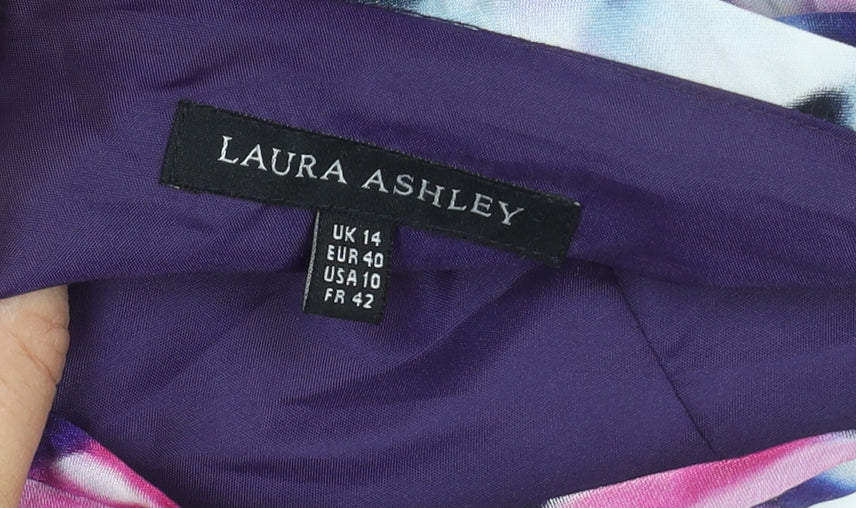 LAURA ASHLEY
UK 14
EUR 40
USA 10
FR 42